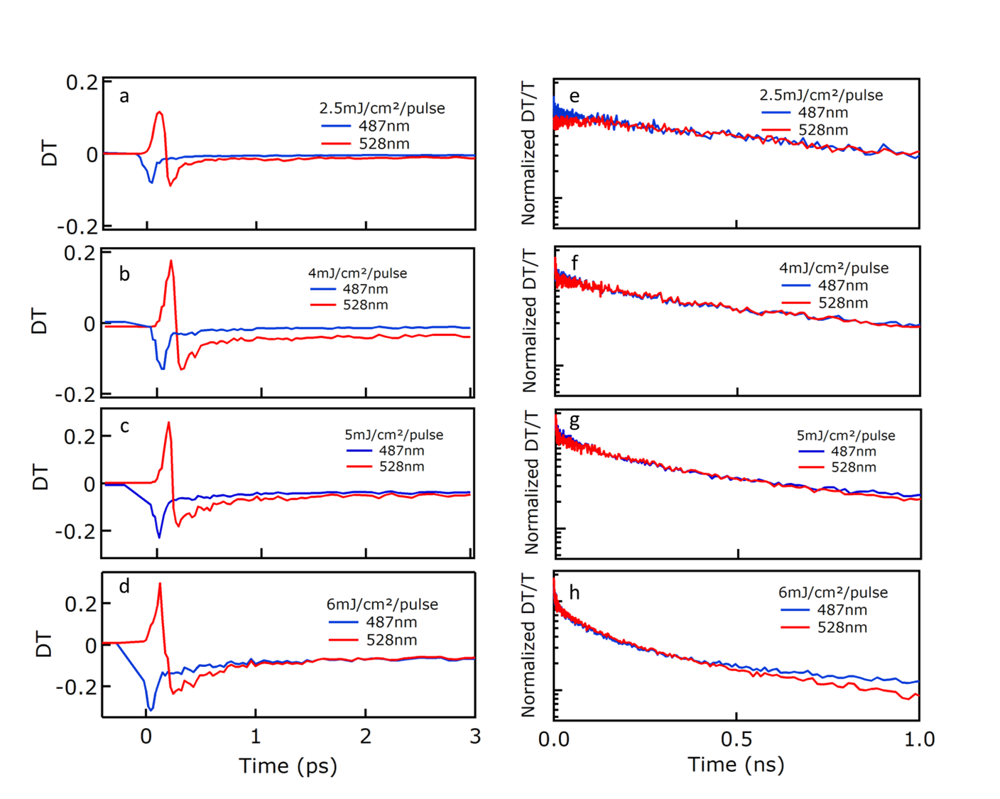 0.2
a
2.5mJ/cm²/pulse
487nm
528nm
DT
0
-0.2
e
2.5mJ/cm²/pulse
487nm
528nm
Normalized DT/T
0.2
b
4mJ/cm²/pulse
487nm
528nm
DT
0
-0.2
f
4mJ/cm²/pulse
487nm
528nm
Normalized DT/T
c
0.2
5mJ/cm²/pulse
487nm
528nm
DT
0
-0.2
g
5mJ/cm²/pulse
487nm
528nm
Normalized DT/T
d
0.2
6mJ/cm²/pulse
487nm
528nm
DT
0
-0.2
0 1 2 3
Time (ps)
h
6mJ/cm²/pulse
487nm
528nm
Normalized DT/T
0.0 0.5 1.0
Time (ns)